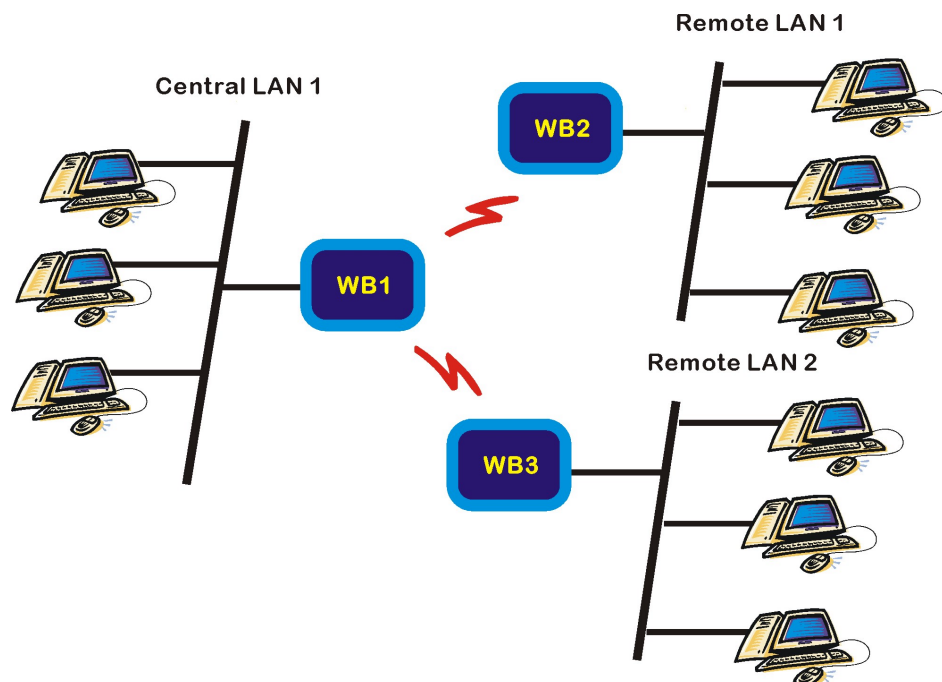 Remote LAN 1
Central LAN 1
WB2
WB1
Remote LAN 2
WB3